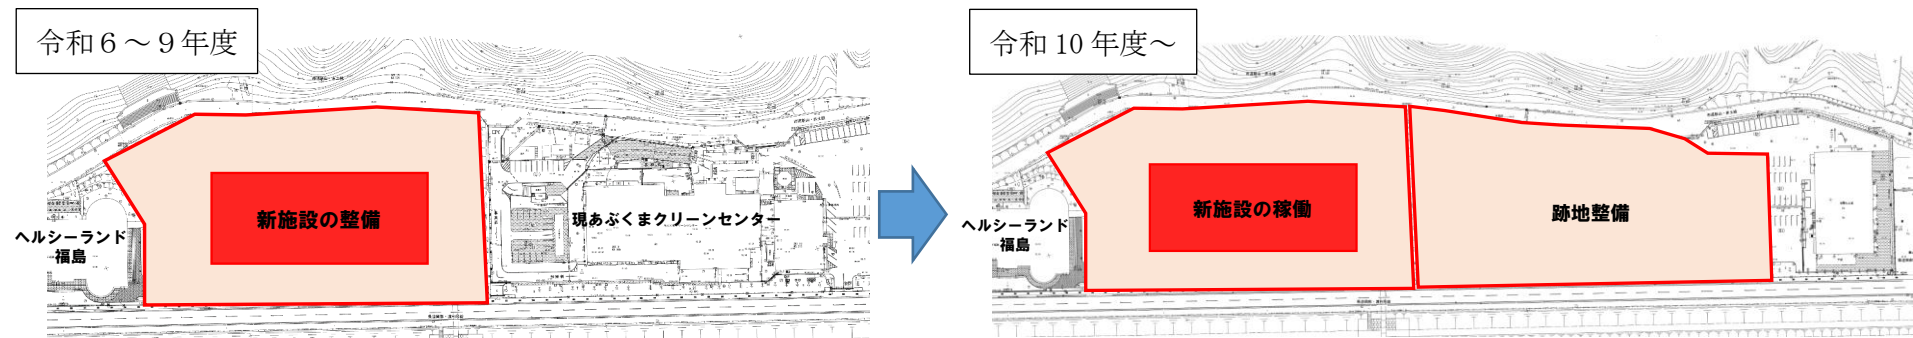 令和６～９年度
新施設の整備
現あぶくまクリーンセンター
ヘルシーランド
福島
令和 10 年度～
新施設の稼働
跡地整備
ヘルシーランド
福島